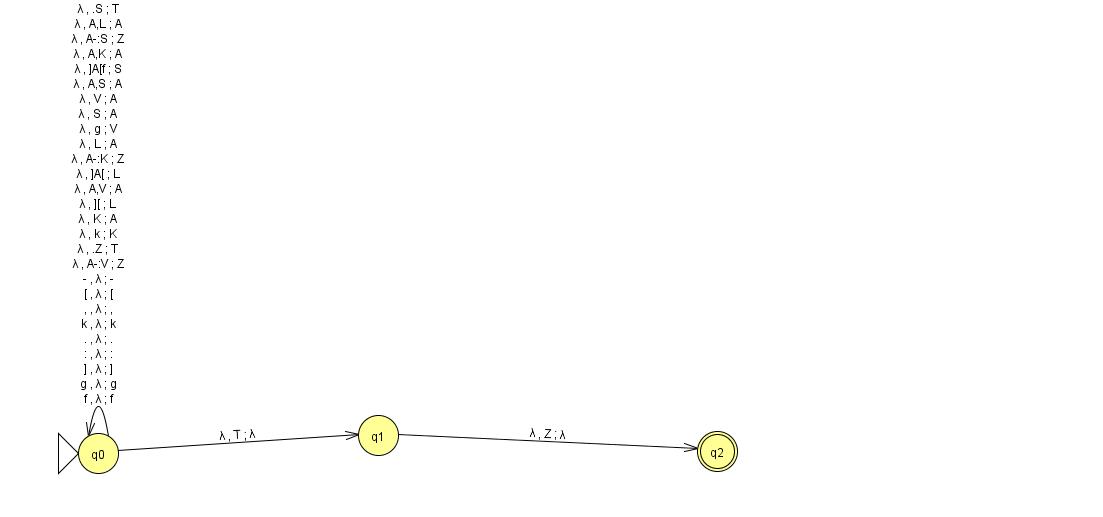 λ , .S ; T
λ , A,L ; A
λ , A-:S ; Z
λ , A,K ; A
λ , ]A[f ; S
λ , A,S ; A
λ , V ; A
λ , S ; A
λ , g ; V
λ , L ; A
λ , A-:K ; Z
λ , ]A[ ; L
λ , A,V ; A
λ , ][ ; L
λ , K ; A
λ , k ; K
λ , .Z ; T
λ , A-:V ; Z
- , λ ; -
[ , λ ; [
, , λ ; ,
k , λ ; k
. , λ ; .
: , λ ; :
] , λ ; ]
g , λ ; g
f , λ ; f
λ , T ; λ
λ , Z ; λ
q0
q1
q2